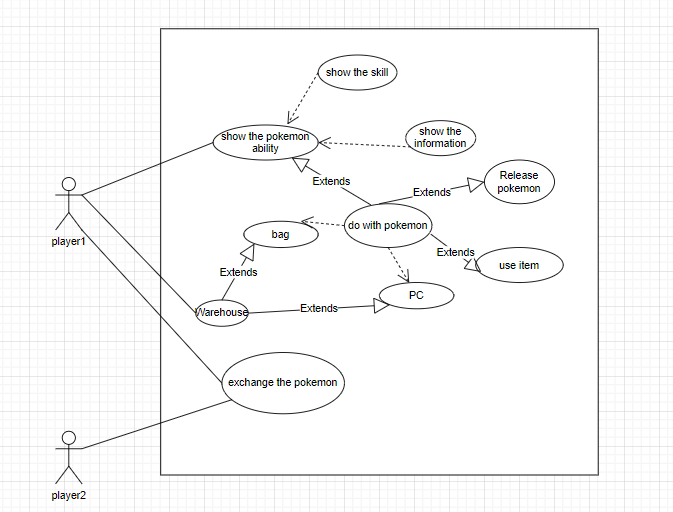 show the skill
show the pokemon
ability
show the
information
Extends
Extends
Release
pokemon
player1
bag
do with pokemon
Extends
use item
Extends
PC
Warehouse
Extends
exchange the pokemon
player2